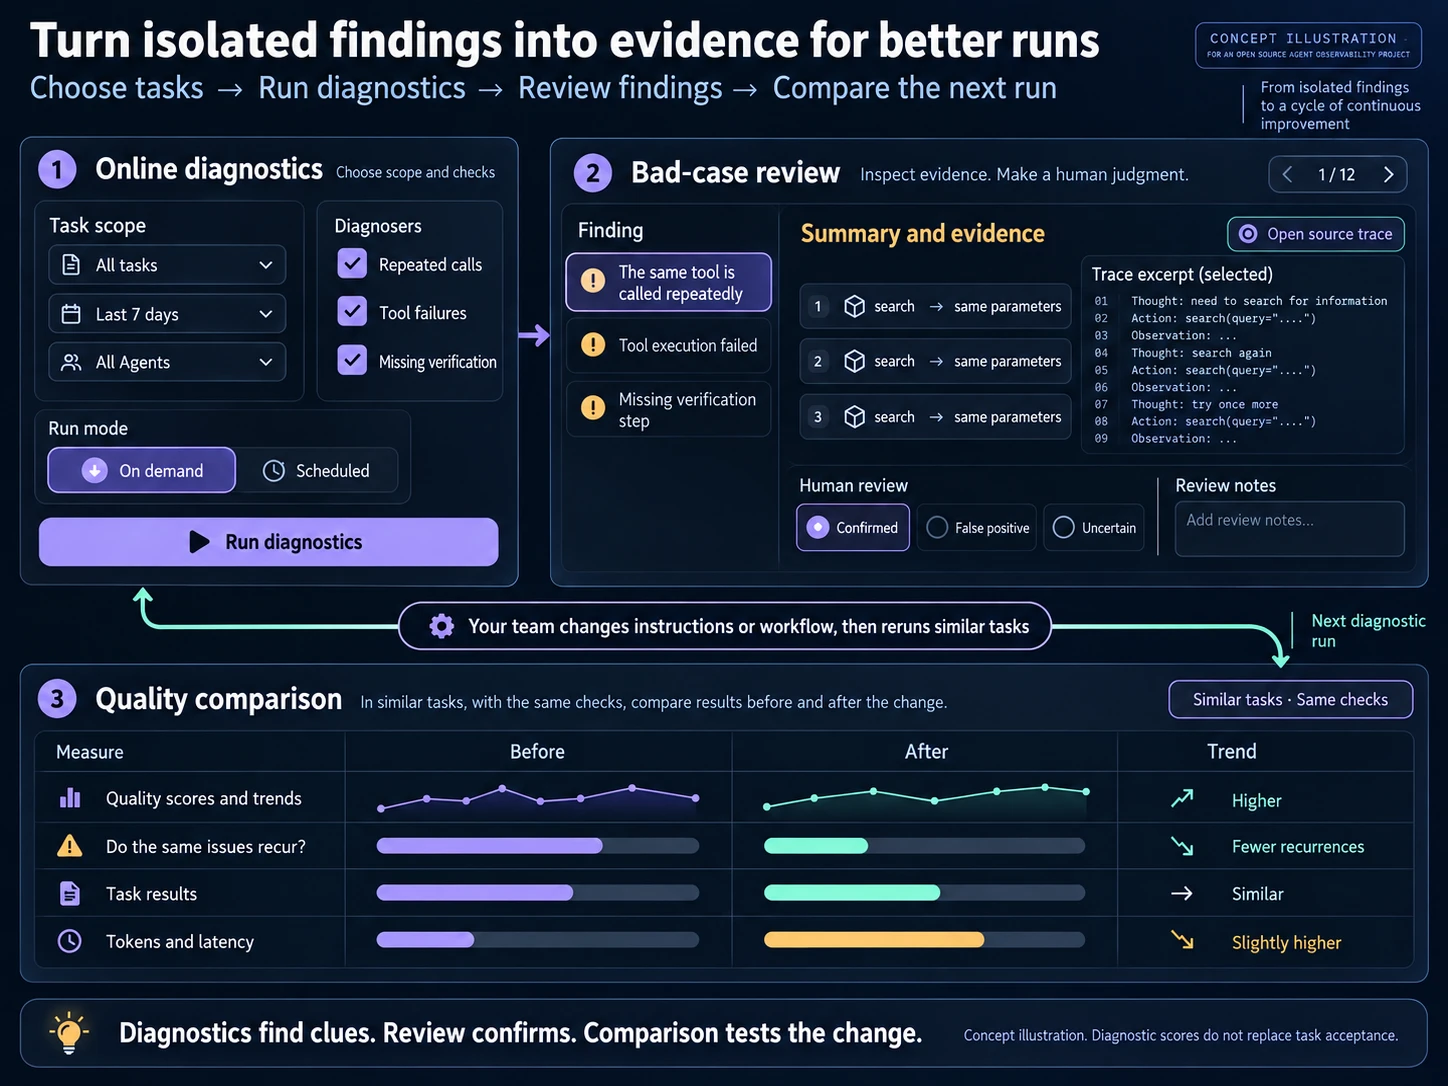 Turn isolated findings into evidence for better runs
Choose tasks → Run diagnostics → Review findings → Compare the next run
CONCEPT ILLUSTRATION
FOR AN OPEN SOURCE AGENT OBSERVABILITY PROJECT
From isolated findings
to a cycle of continuous
improvement
1 Online diagnostics Choose scope and checks
Task scope
All tasks
Last 7 days
All Agents
Diagnosers
Repeated calls
Tool failures
Missing verification
Run mode
On demand
Scheduled
Run diagnostics
2 Bad-case review Inspect evidence. Make a human judgment.
1 / 12
Finding
The same tool is
called repeatedly
Tool execution failed
Missing verification
step
Summary and evidence
Open source trace
1 search → same parameters
2 search → same parameters
3 search → same parameters
Trace excerpt (selected)
01 Thought: need to search for information
02 Action: search(query="....")
03 Observation: ...
04 Thought: search again
05 Action: search(query="....")
06 Observation: ...
07 Thought: try once more
08 Action: search(query="....")
09 Observation: ...
Human review
Confirmed
False positive
Uncertain
Review notes
Add review notes...
Your team changes instructions or workflow, then reruns similar tasks
Next diagnostic
run
3 Quality comparison In similar tasks, with the same checks, compare results before and after the change.
Similar tasks · Same checks
Measure Before After Trend
Quality scores and trends Higher
Do the same issues recur? Fewer recurrences
Task results Similar
Tokens and latency Slightly higher
Diagnostics find clues. Review confirms. Comparison tests the change.
Concept illustration. Diagnostic scores do not replace task acceptance.